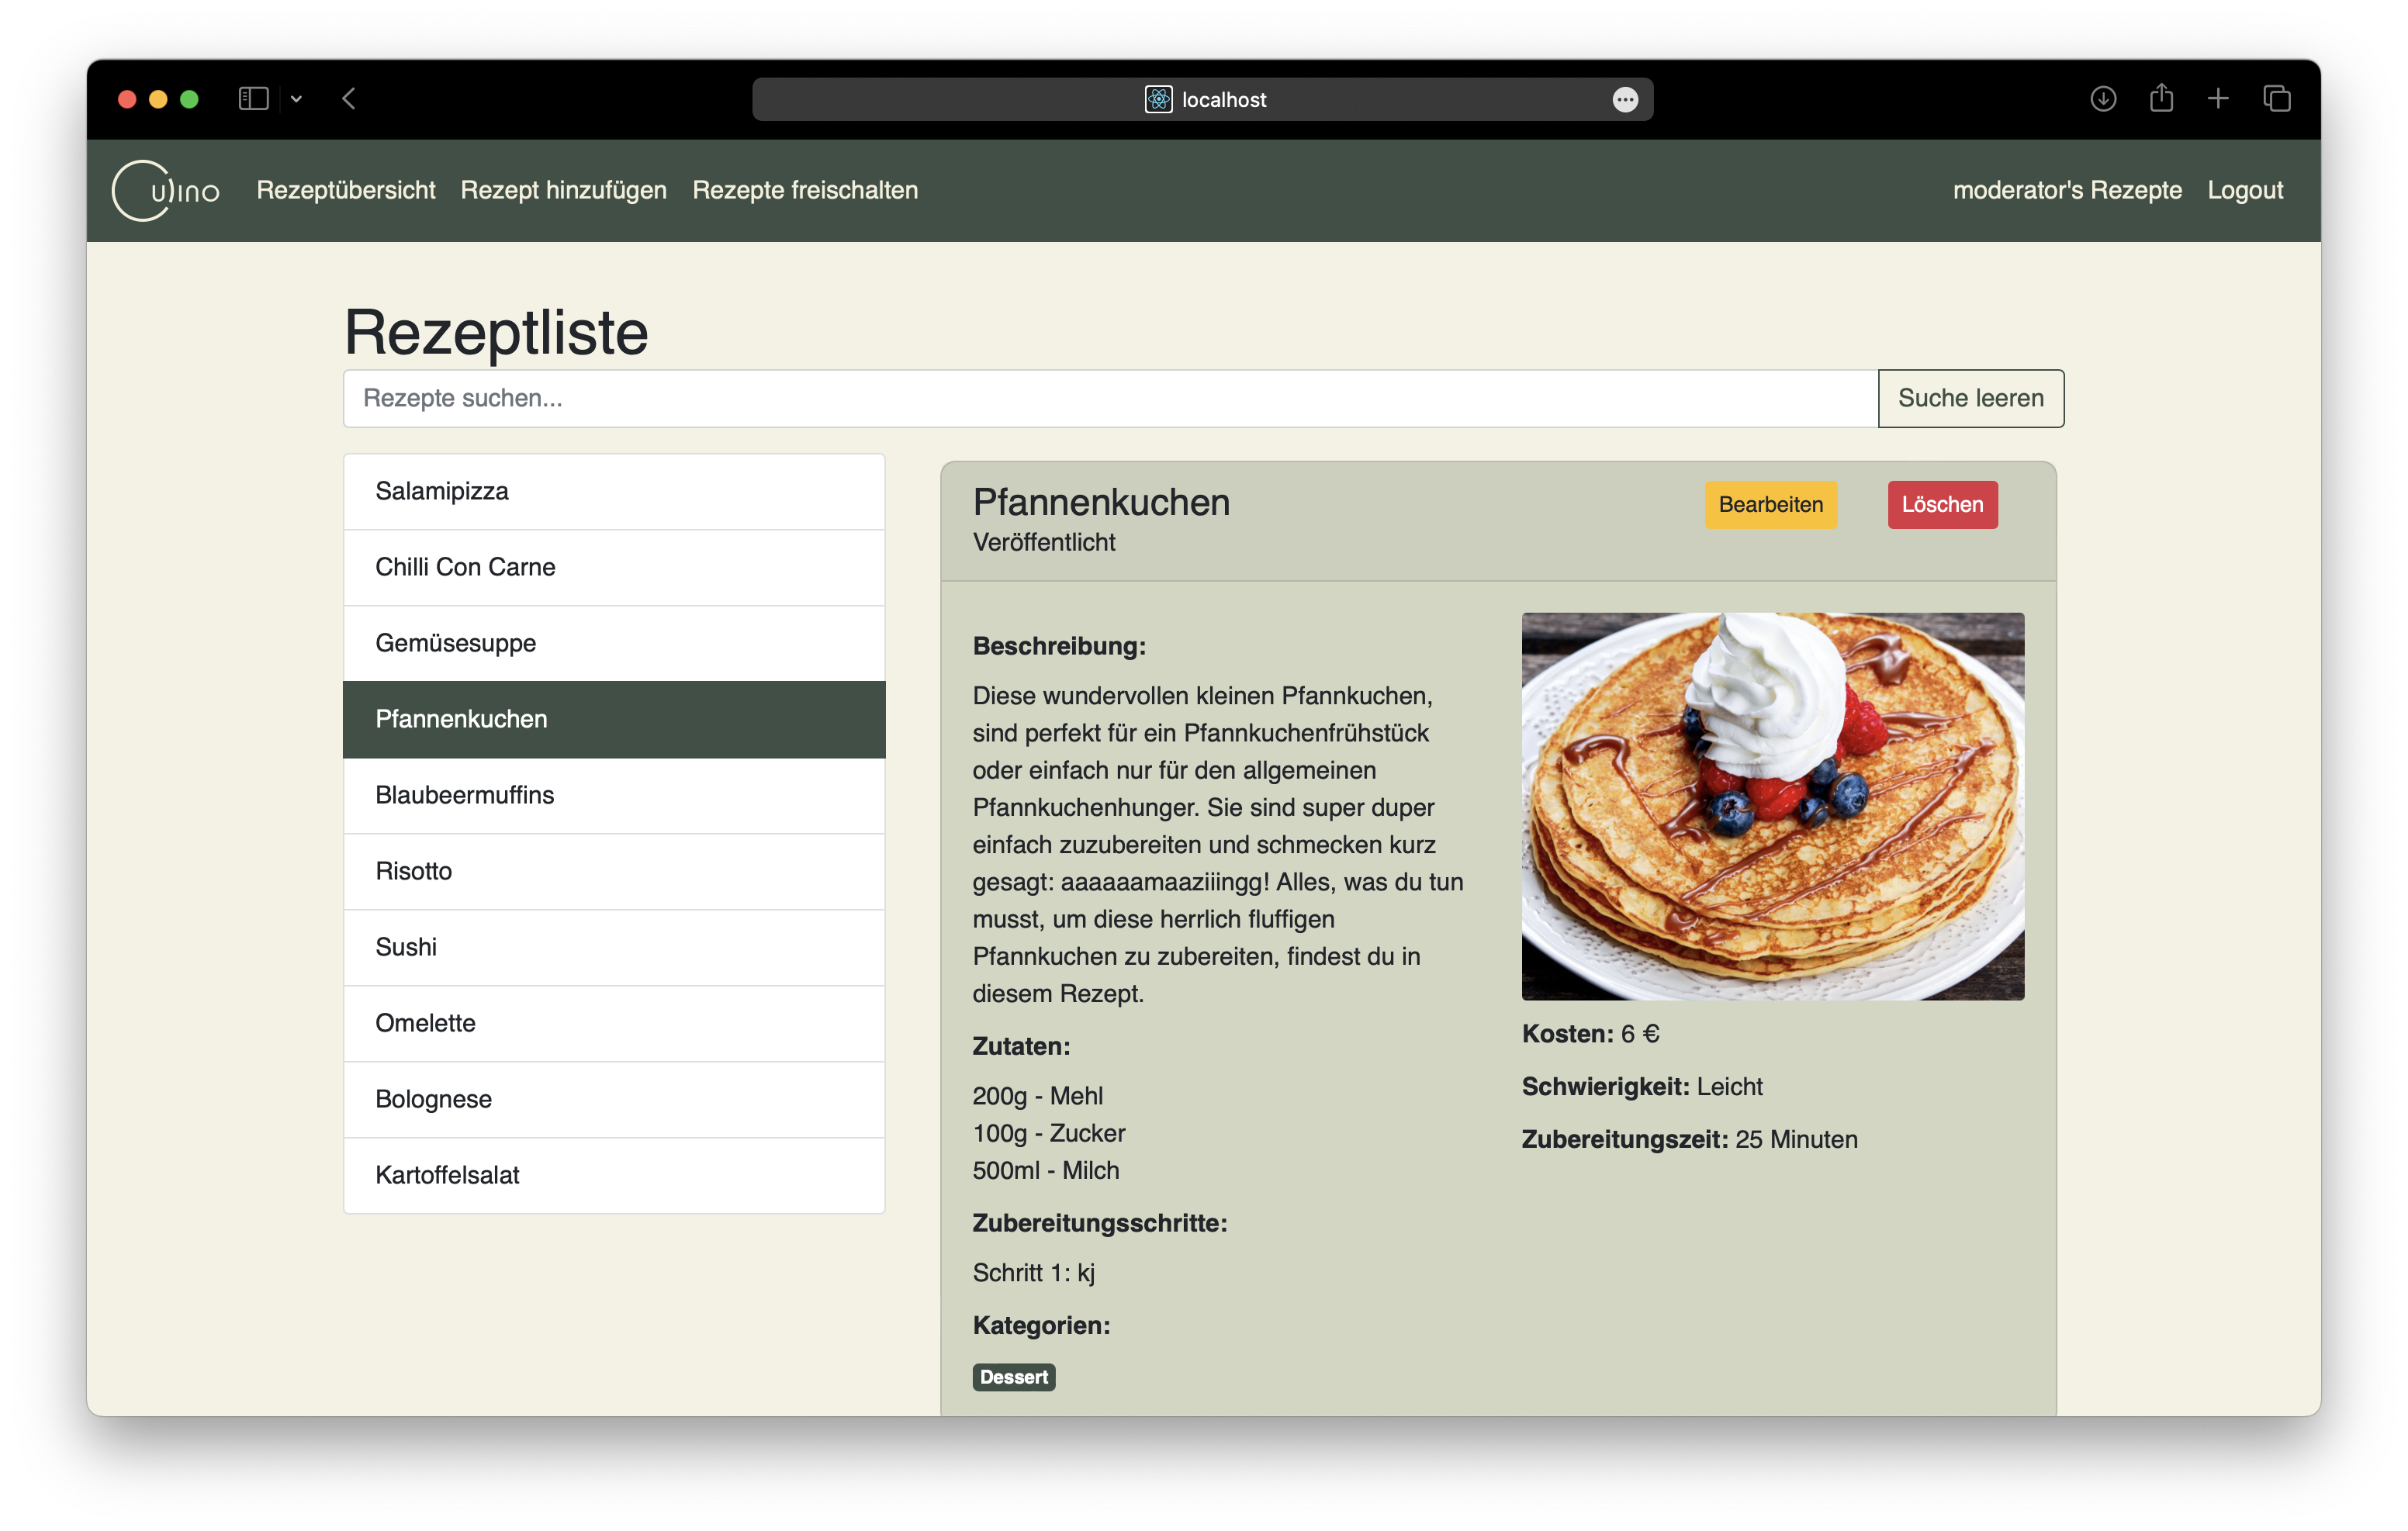 localhost
Culino
Rezeptübersicht
Rezept hinzufügen
Rezepte freischalten
moderator's Rezepte
Logout
Rezeptliste
Rezepte suchen...
Suche leeren
Salamipizza
Chilli Con Carne
Gemüsesuppe
Pfannenkuchen
Blaubeermuffins
Risotto
Sushi
Omelette
Bolognese
Kartoffelsalat
Pfannenkuchen
Veröffentlicht
Bearbeiten
Löschen
Beschreibung:
Diese wundervollen kleinen Pfannkuchen,
sind perfekt für ein Pfannkuchenfrühstück
oder einfach nur für den allgemeinen
Pfannkuchenhunger. Sie sind super duper
einfach zuzubereiten und schmecken kurz
gesagt: aaaaaamaaziiingg! Alles, was du tun
musst, um diese herrlich fluffigen
Pfannkuchen zu zubereiten, findest du in
diesem Rezept.
Zutaten:
200g - Mehl
100g - Zucker
500ml - Milch
Zubereitungsschritte:
Schritt 1: kj
Kategorien:
Dessert
Kosten: 6 €
Schwierigkeit: Leicht
Zubereitungszeit: 25 Minuten